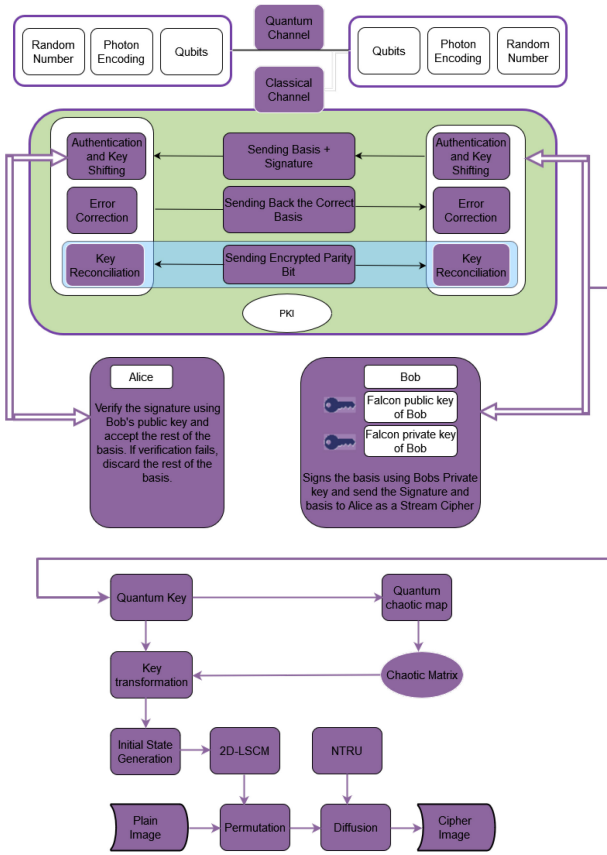 Quantum
Channel
Random
Number
Photon
Encoding
Qubits
Qubits
Photon
Encoding
Random
Number
Classical
Channel
Authentication
and Key
Shifting
Sending Basis +
Signature
Authentication
and Key
Shifting
Error
Correction
Sending Back the Correct
Basis
Error
Correction
Key
Reconciliation
Sending Encrypted Parity
Bit
Key
Reconciliation
PKI
Alice
Verify the signature using
Bob's public key and
accept the rest of the
basis. If verification fails,
discard the rest of the
basis.
Bob
Falcon public key
of Bob
Falcon private key
of Bob
Signs the basis using Bobs Private
key and send the Signature and
basis to Alice as a Stream Cipher
Quantum Key
Quantum
chaotic map
Key
transformation
Chaotic Matrix
Initial State
Generation
2D-LSCM
NTRU
Plain
Image
Permutation
Diffusion
Cipher
Image